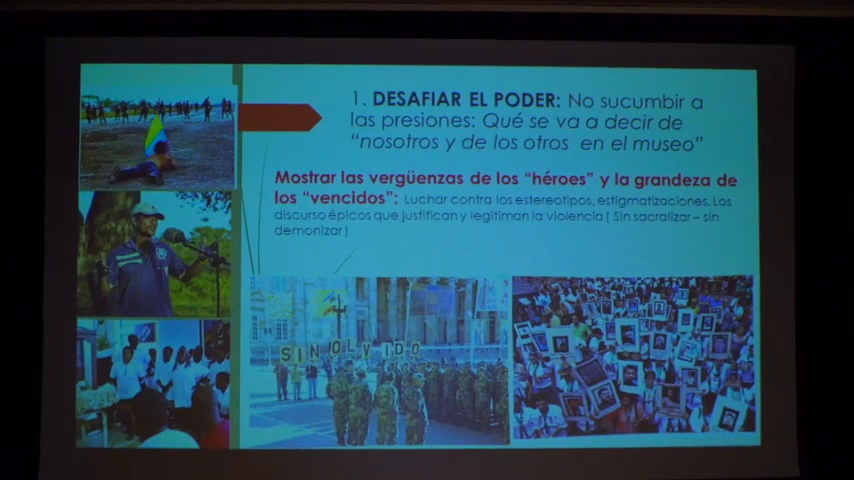 1. DESAFIAR EL PODER: No sucumbir a
las presiones: Qué se va a decir de
“nosotros y de los otros en el museo”
Mostrar las vergüenzas de los “héroes” y la grandeza de
los “vencidos”: Luchar contra los estereotipos, estigmatizaciones. Los
discurso épicos que justifican y legitiman la violencia ( Sin sacralizar – sin
demonizar )
SIN OLVIDO